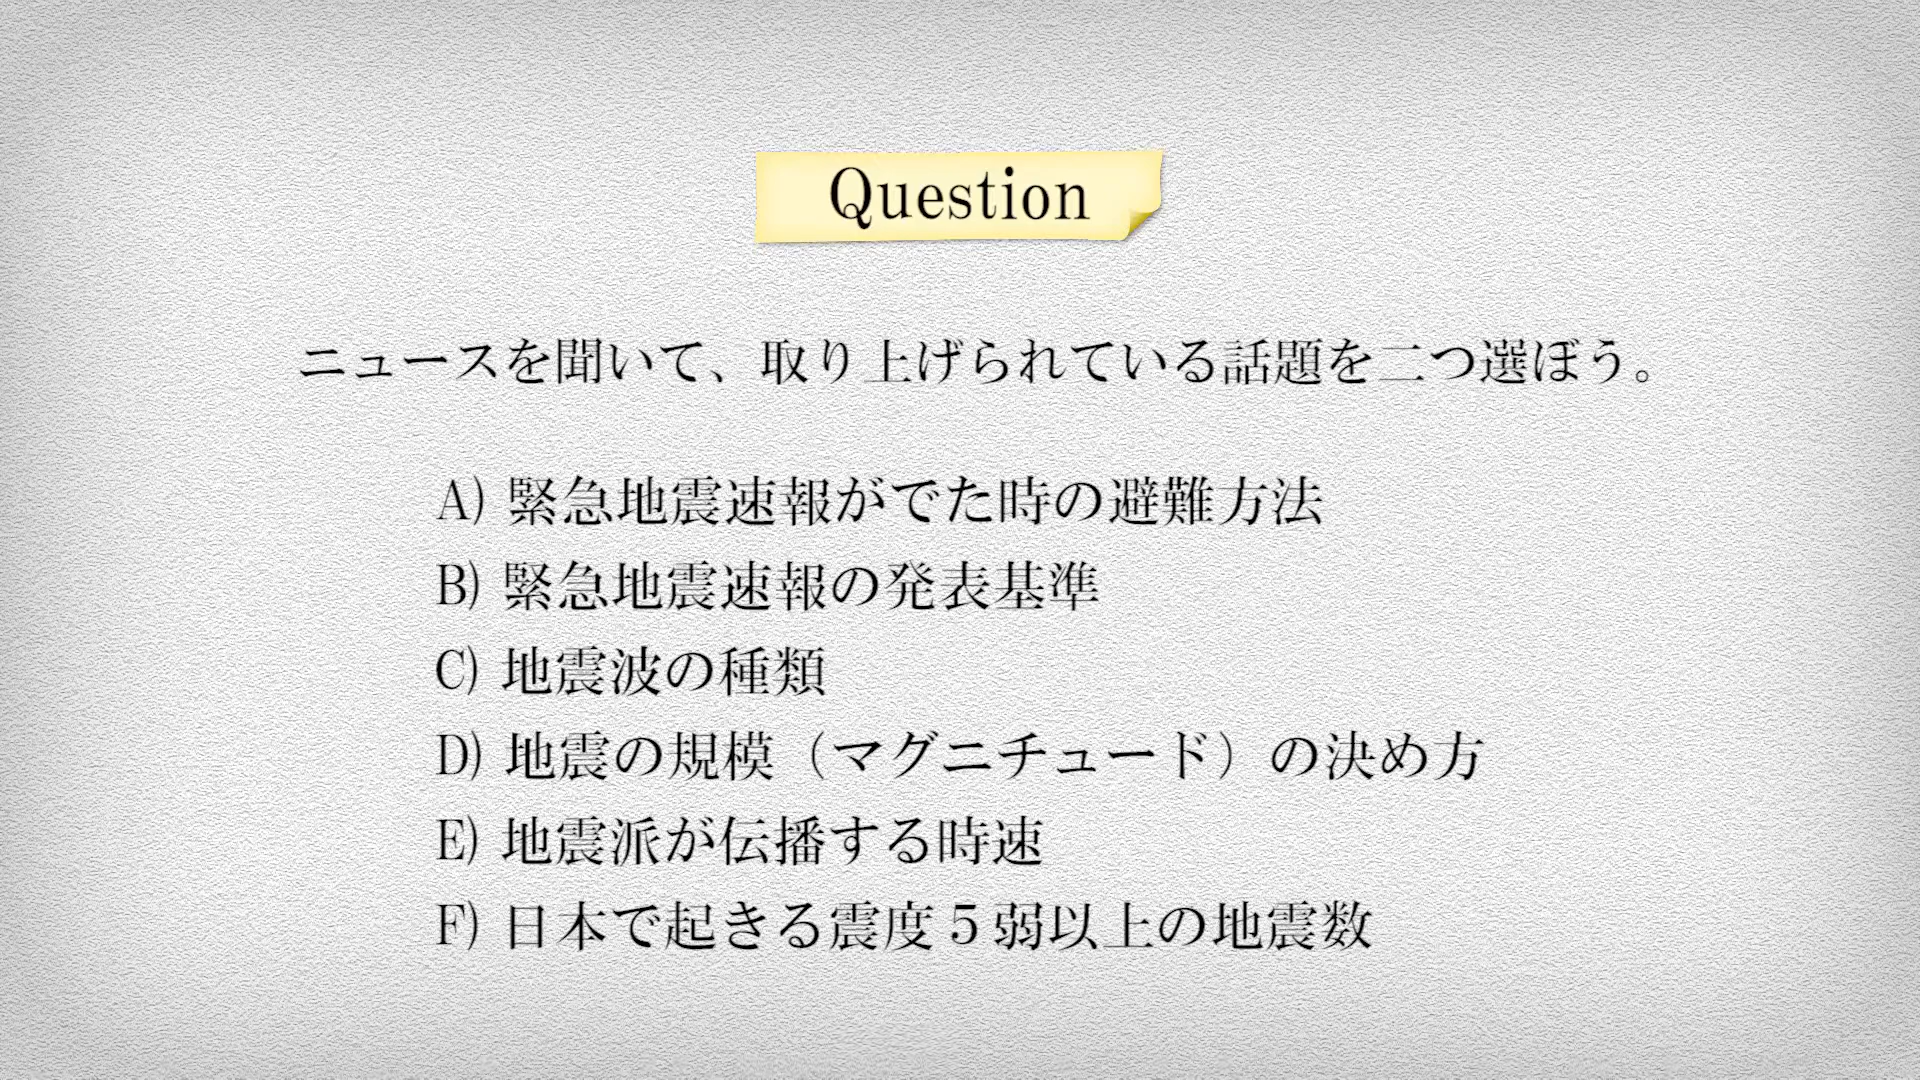 Question
ニュースを聞いて、取り上げられている話題を二つ選ぼう。
A) 緊急地震速報がでた時の避難方法
B) 緊急地震速報の発表基準
C) 地震波の種類
D) 地震の規模（マグニチュード）の決め方
E) 地震派が伝播する時速
F) 日本で起きる震度５弱以上の地震数